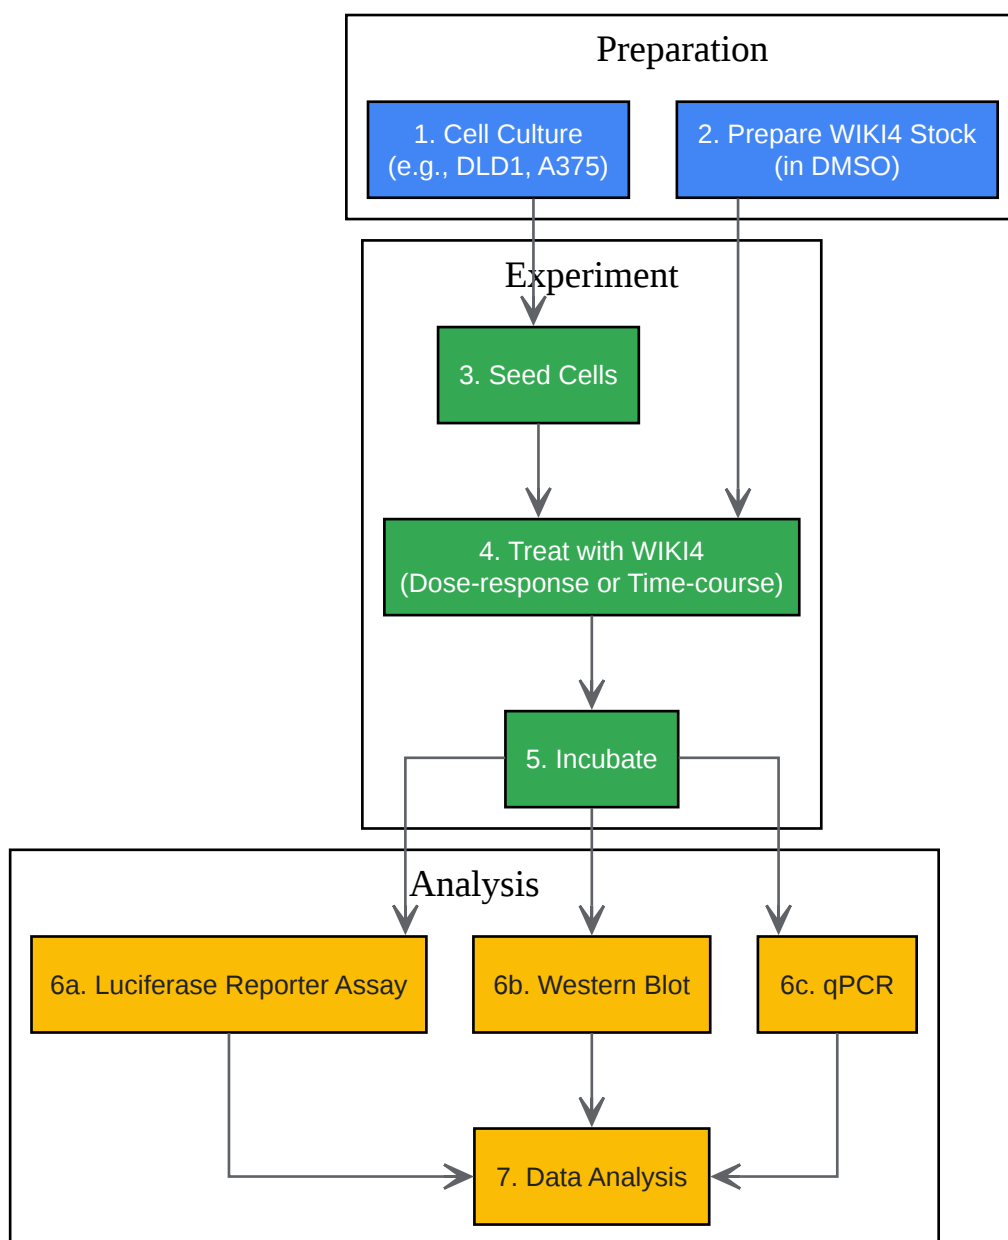 Preparation
1. Cell Culture
(e.g., DLD1, A375)
2. Prepare WIKI4 Stock
(in DMSO)
Experiment
3. Seed Cells
4. Treat with WIKI4
(Dose-response or Time-course)
5. Incubate
Analysis
6a. Luciferase Reporter Assay
6b. Western Blot
6c. qPCR
7. Data Analysis